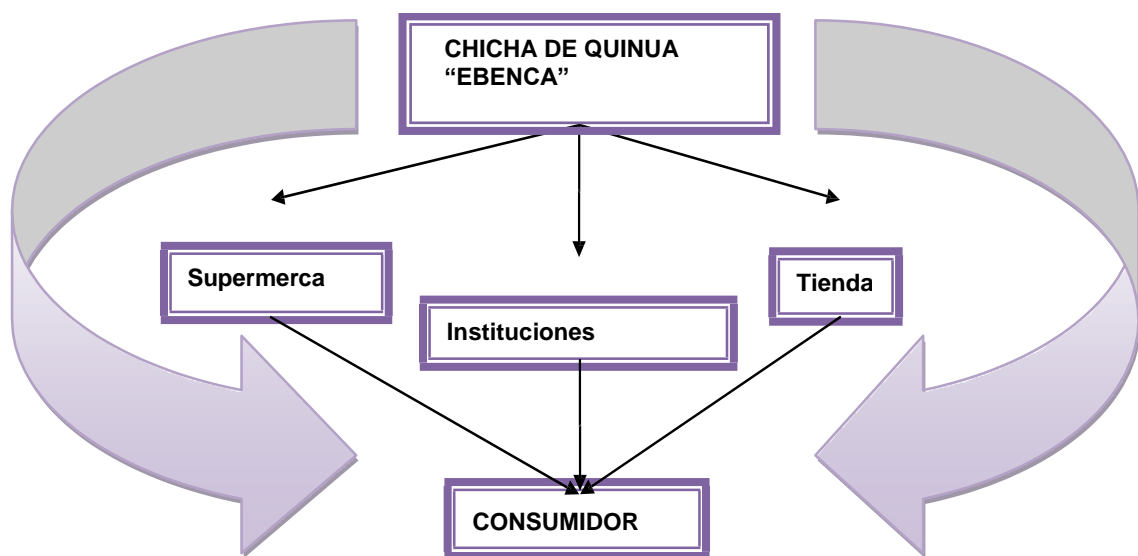 CHICHA DE QUINUA
“EBENCA”
Supermerca
Tienda
Instituciones
CONSUMIDOR